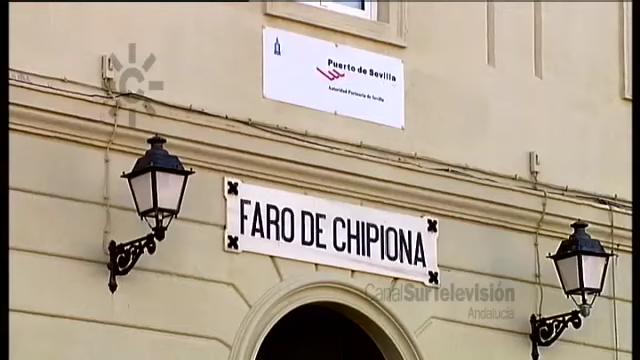 Puerto de Sevilla
Autoridad Portuaria de Sevilla
FARO DE CHIPIONA
CanalSurTelevisión
Andalucía